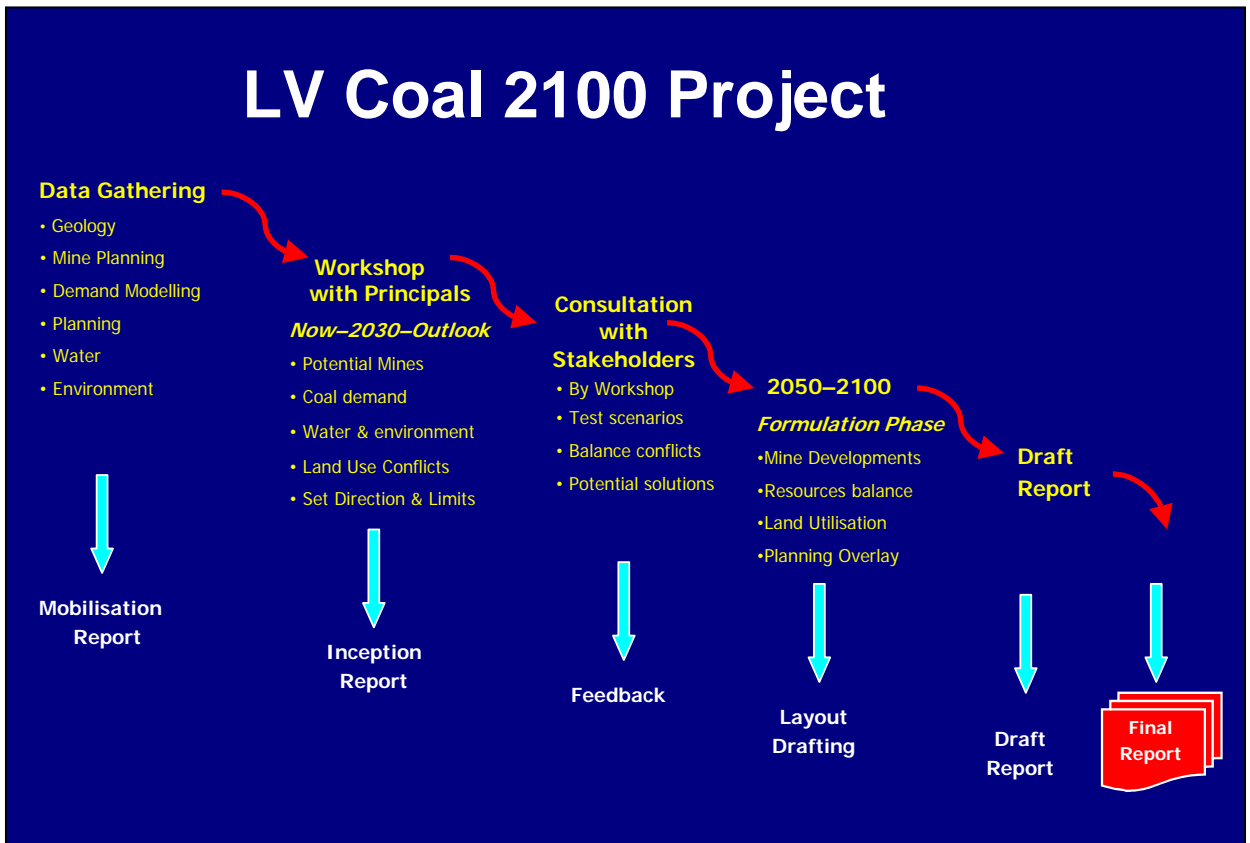 LV Coal 2100 Project
Data Gathering
• Geology
• Mine Planning
• Demand Modelling
• Planning
• Water
• Environment
Mobilisation
Report
Workshop
with Principals
Now–2030–Outlook
• Potential Mines
• Coal demand
• Water & environment
• Land Use Conflicts
• Set Direction & Limits
Inception
Report
Consultation
with
Stakeholders
• By Workshop
• Test scenarios
• Balance conflicts
• Potential solutions
Feedback
2050–2100
Formulation Phase
•Mine Developments
•Resources balance
•Land Utilisation
•Planning Overlay
Layout
Drafting
Draft
Report
Draft
Report
Final
Report